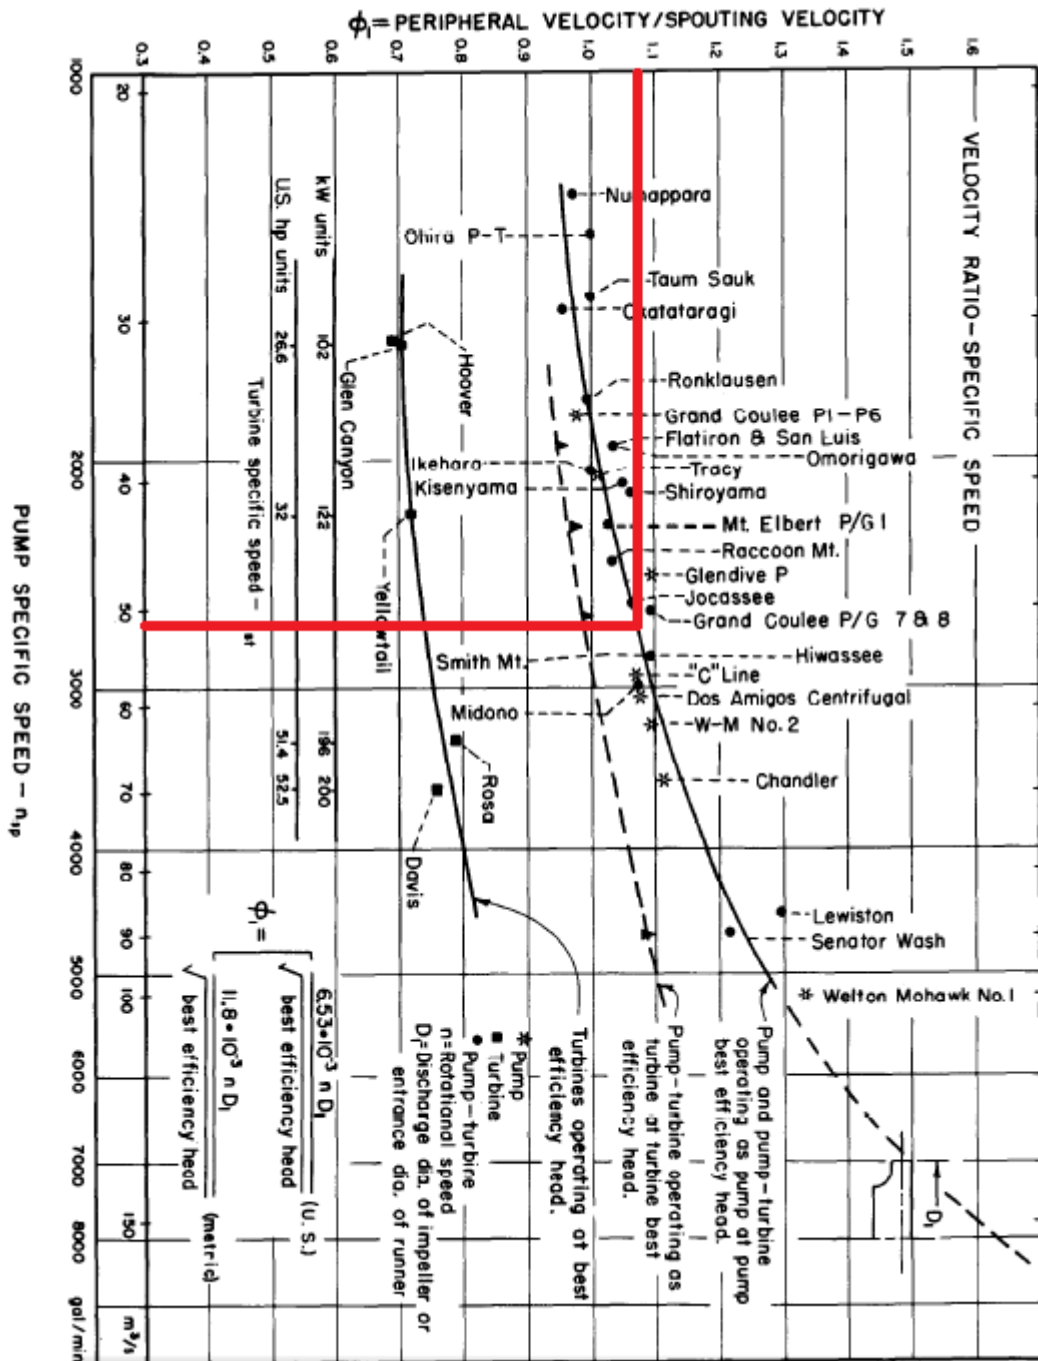 ϕ₁=PERIPHERAL VELOCITY/SPOUTING VELOCITY
0.3
0.4
0.5
0.6
0.7
0.8
0.9
1.0
1.1
1.2
1.3
1.4
1.5
1.6
VELOCITY RATIO-SPECIFIC SPEED
PUMP SPECIFIC SPEED - nsp
1000
2000
3000
4000
5000
6000
7000
8000
gal/min
20
30
40
50
60
70
80
90
100
150
m³/s
Numappara
Ohira P-T
Taum Sauk
Okatataragi
Ronklausen
Grand Coulee P1-P6
Flatiron & San Luis
Omorigawa
Ikehara
Tracy
Kisenyama
Shiroyama
Mt. Elbert P/G 1
Raccoon Mt.
Glendive P
Jocassee
Grand Coulee P/G 7 & 8
Smith Mt.
Hiwassee
"C" Line
Dos Amigos Centrifugal
Midono
W-M No. 2
Chandler
Lewiston
Senator Wash
Welton Mohawk No. 1
Hoover
Glen Canyon
Yellowtail
Rosa
Davis
kW units
102
122
196
200
U.S. hp units
26.6
32
51.4
52.5
Turbine specific speed - st
ϕ₁=
6.53•10⁻³ n D₁
√ best efficiency head
(U. S.)
11.8•10⁻³ n D₁
√ best efficiency head
(metric)
Pump and pump-turbine
operating as pump at pump
best efficiency head.
Pump-turbine operating as
turbine at turbine best
efficiency head.
Turbines operating at best
efficiency head.
Pump
Turbine
Pump-turbine
n=Rotational speed
D₁=Discharge dia. of impeller or
entrance dia. of runner
D₁